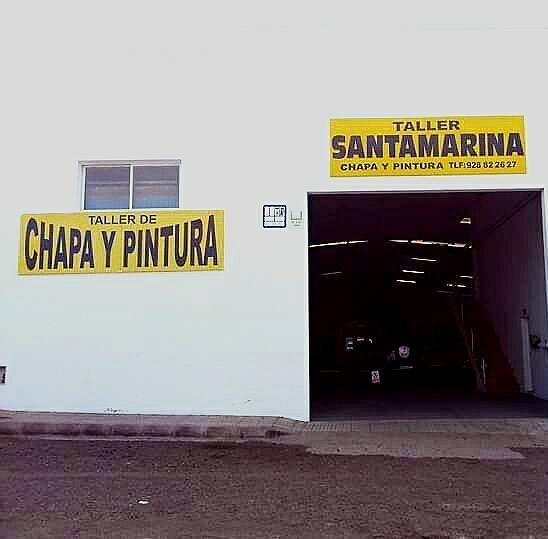 TALLER DE
CHAPA Y PINTURA
TALLER
SANTAMARINA
CHAPA Y PINTURA TLF:928 82 26 27